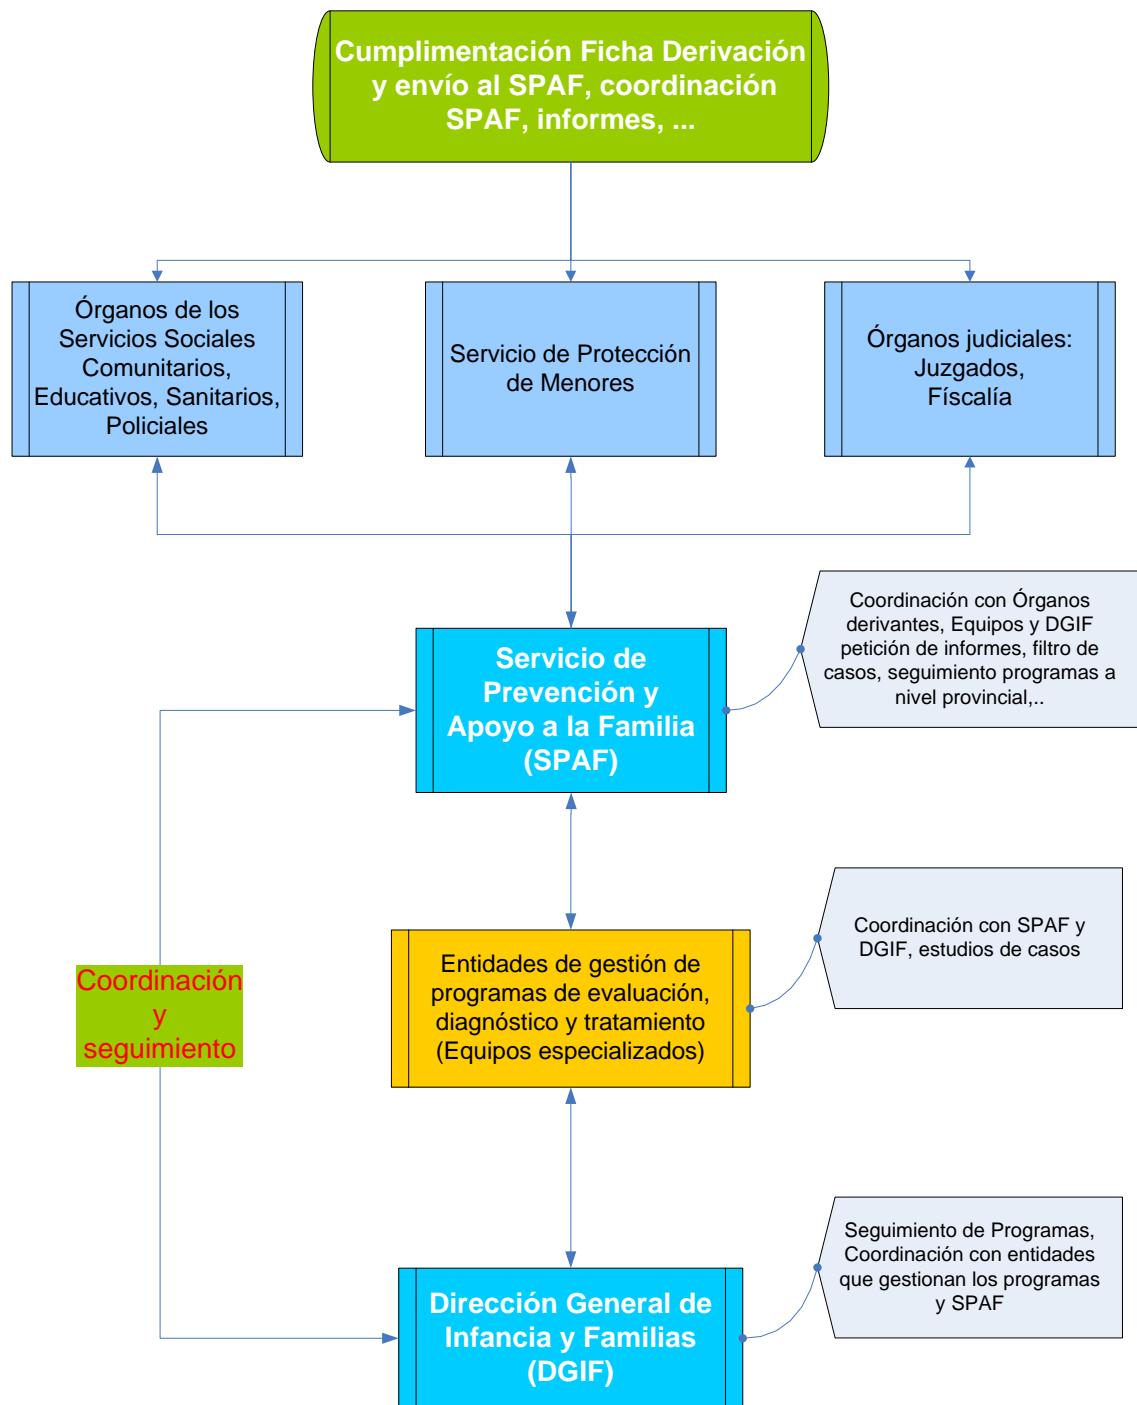 Cumplimentación Ficha Derivación
y envío al SPAF, coordinación
SPAF, informes, ...
Órganos de los
Servicios Sociales
Comunitarios,
Educativos, Sanitarios,
Policiales
Servicio de Protección
de Menores
Órganos judiciales:
Juzgados,
Físcalía
Coordinación con Órganos
derivantes, Equipos y DGIF
petición de informes, filtro de
casos, seguimiento programas a
nivel provincial,..
Servicio de
Prevención y
Apoyo a la Familia
(SPAF)
Coordinación con SPAF y
DGIF, estudios de casos
Entidades de gestión de
programas de evaluación,
diagnóstico y tratamiento
(Equipos especializados)
Coordinación
y
seguimiento
Seguimiento de Programas,
Coordinación con entidades
que gestionan los programas
y SPAF
Dirección General de
Infancia y Familias
(DGIF)